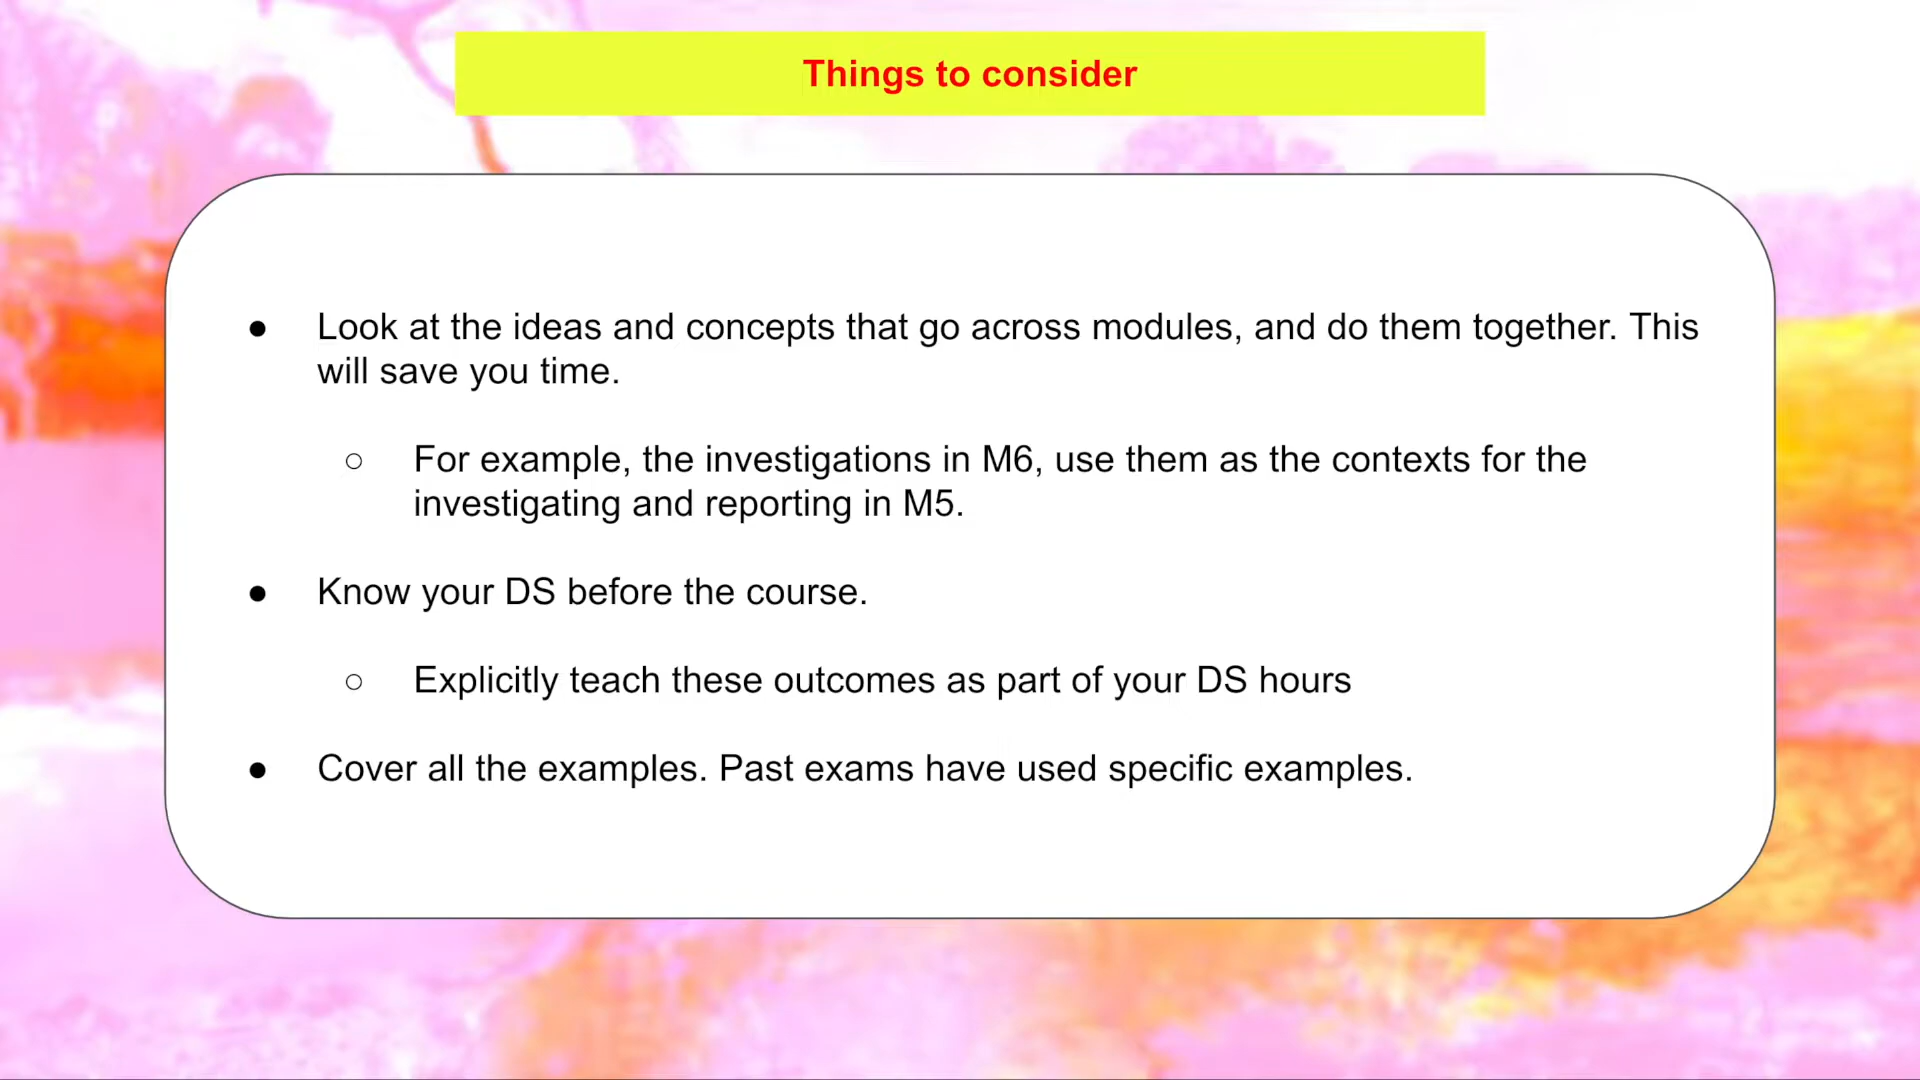 Things to consider
● Look at the ideas and concepts that go across modules, and do them together. This
will save you time.
○ For example, the investigations in M6, use them as the contexts for the
investigating and reporting in M5.
● Know your DS before the course.
○ Explicitly teach these outcomes as part of your DS hours
● Cover all the examples. Past exams have used specific examples.